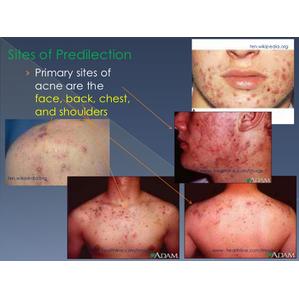 Sites of Predilection
Primary sites of
acne are the
face, back, chest,
and shoulders
/en.wikipedia.org
/en.wikipedia.org
ADAM
ADAM
ADAM